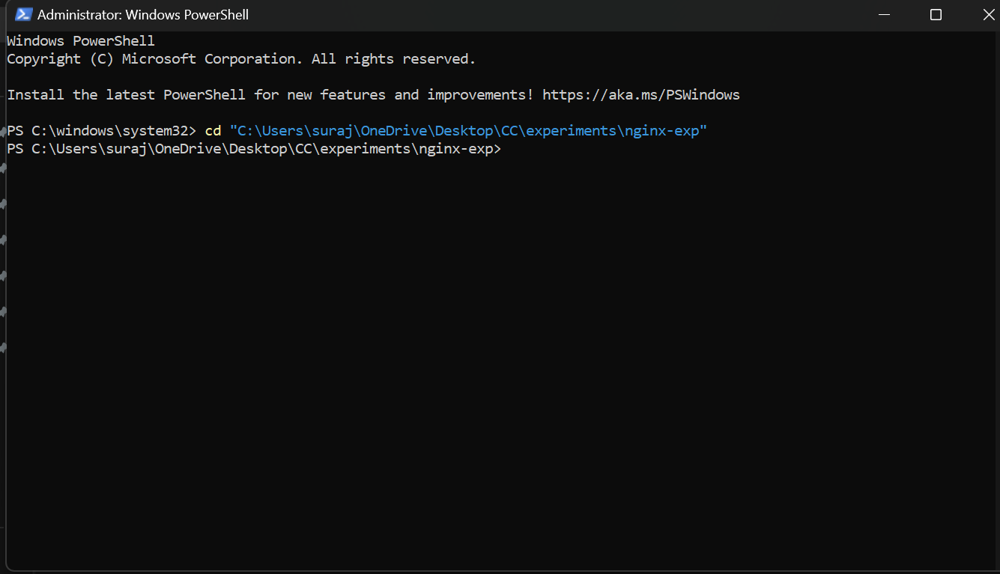 Administrator: Windows PowerShell
Windows PowerShell
Copyright (C) Microsoft Corporation. All rights reserved.
Install the latest PowerShell for new features and improvements! https://aka.ms/PSWindows
PS C:\windows\system32> cd "C:\Users\suraj\OneDrive\Desktop\CC\experiments\nginx-exp"
PS C:\Users\suraj\OneDrive\Desktop\CC\experiments\nginx-exp>